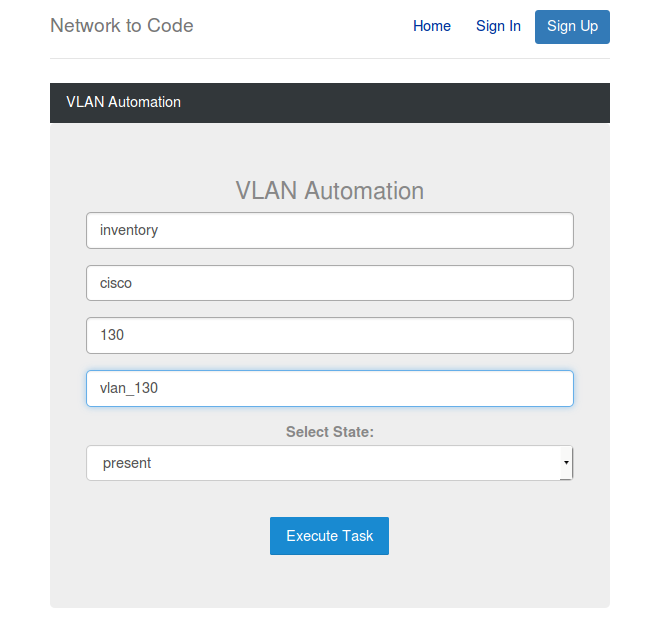 Network to Code Home Sign In Sign Up
VLAN Automation
VLAN Automation
inventory
cisco
130
vlan_130
Select State:
present
Execute Task